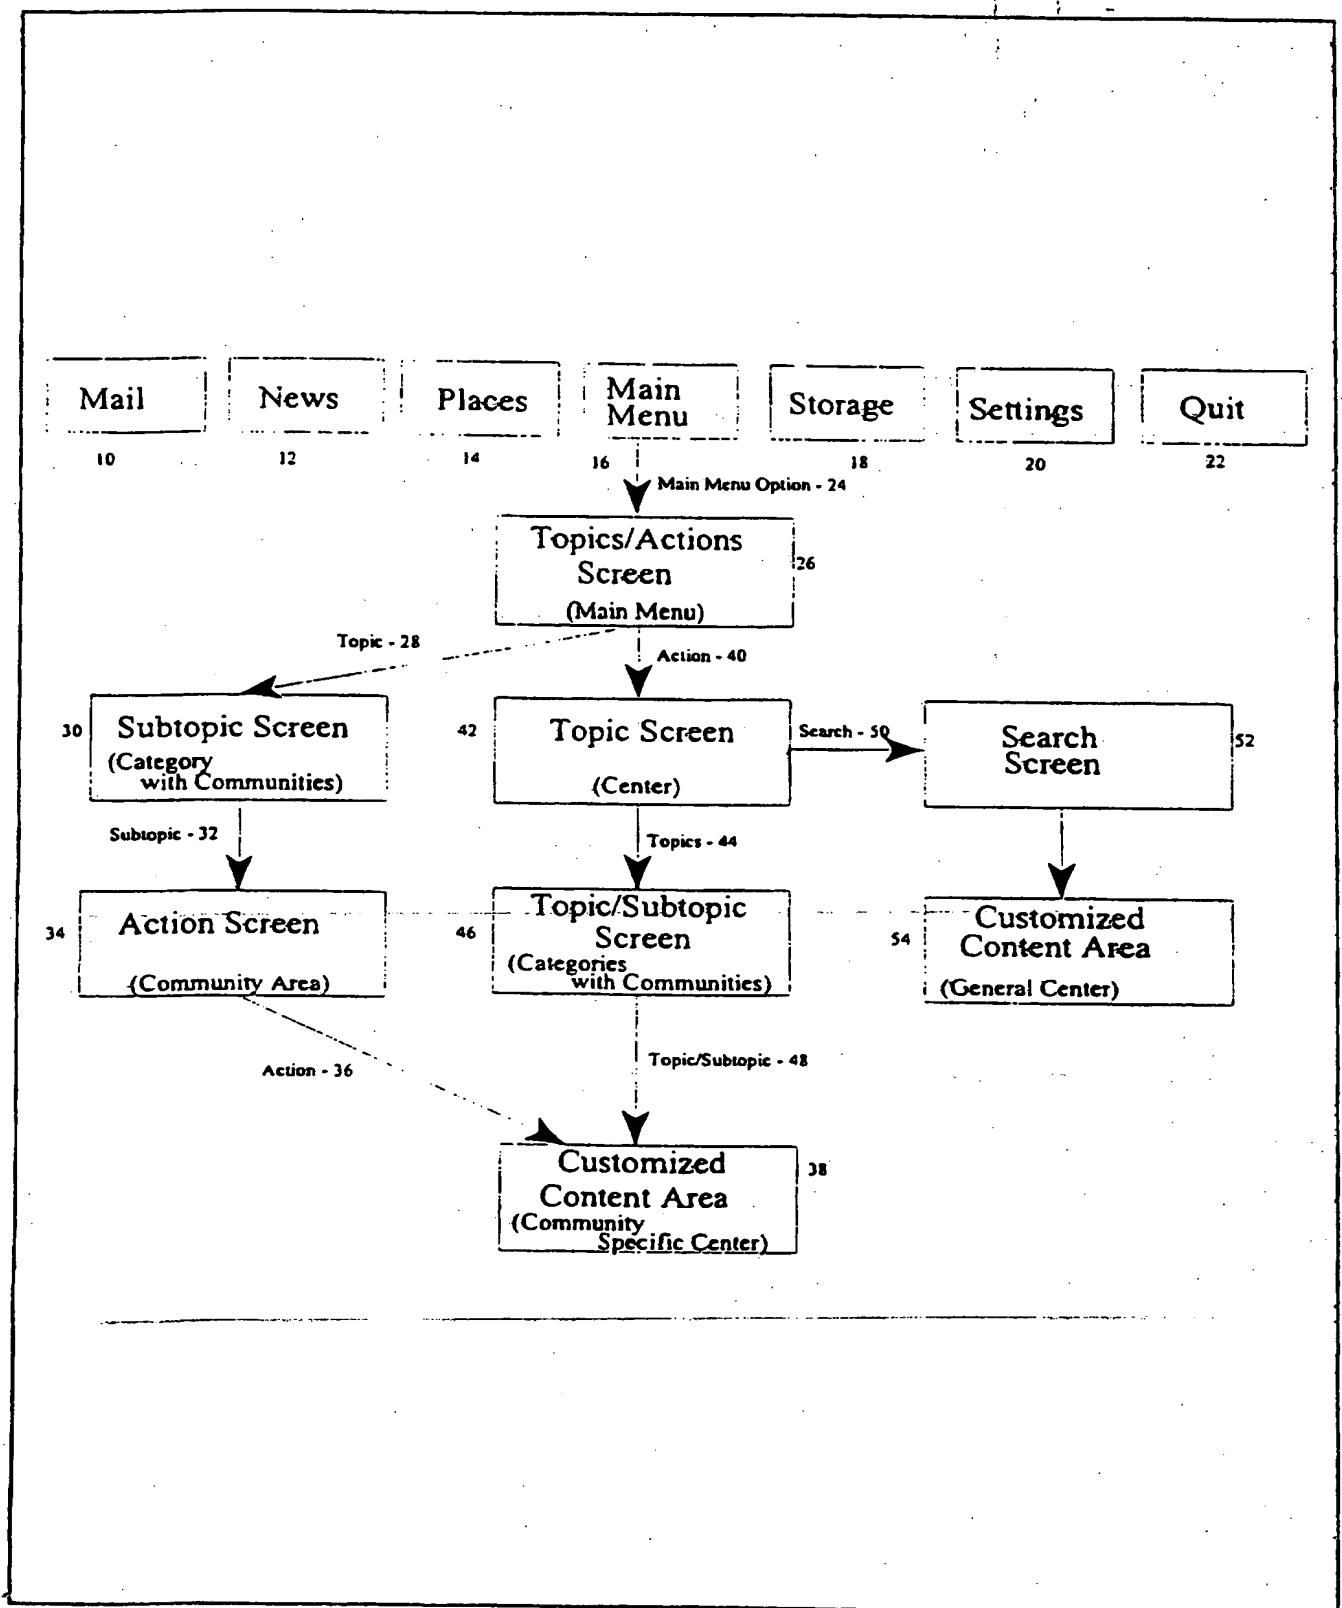 Mail
News
Places
Main
Menu
Storage
Settings
Quit
10
12
14
16
18
20
22
Main Menu Option - 24
Topics/Actions
Screen
(Main Menu)
26
Topic - 28
Action - 40
30
Subtopic Screen
(Category
with Communities)
42
Topic Screen
(Center)
Search - 50
Search
Screen
52
Subtopic - 32
Topics - 44
34
Action Screen
(Community Area)
46
Topic/Subtopic
Screen
(Categories
with Communities)
54
Customized
Content Area
(General Center)
Action - 36
Topic/Subtopic - 48
Customized
Content Area
(Community
Specific Center)
38